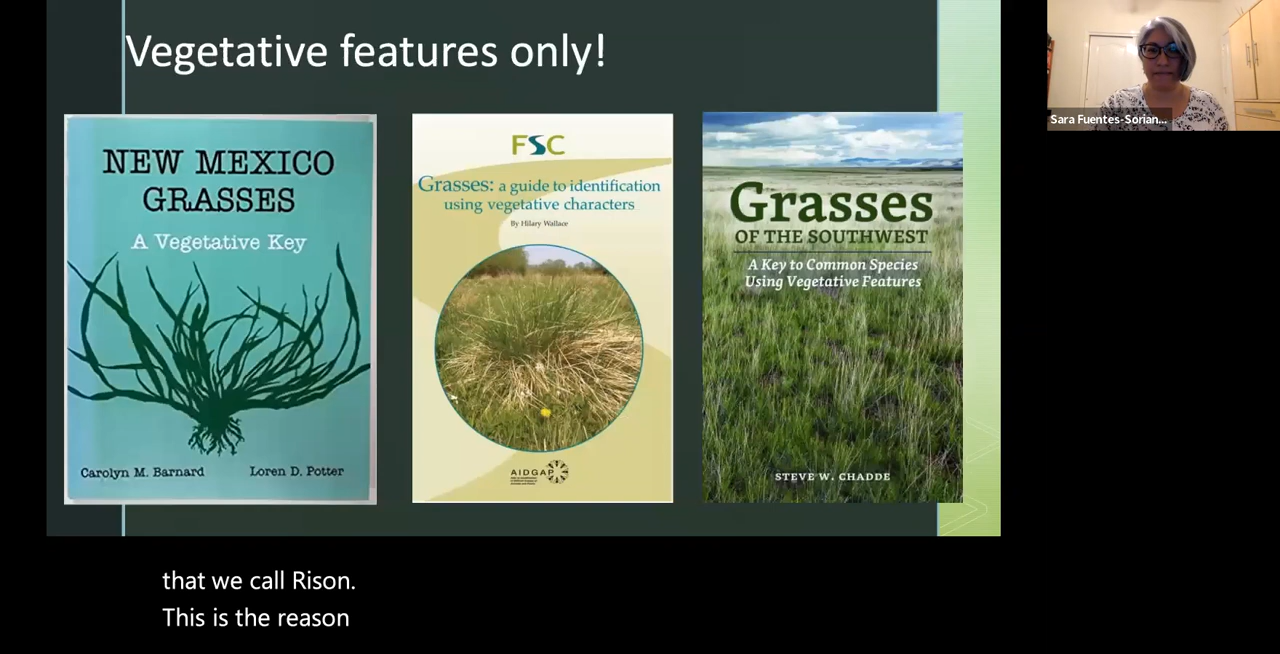 Vegetative features only!
NEW MEXICO
GRASSES
A Vegetative Key
Carolyn M. Barnard Loren D. Potter
FSC
Grasses: a guide to identification
using vegetative characters
By Hilary Wallace
AIDGAP
Grasses
OF THE SOUTHWEST
A Key to Common Species
Using Vegetative Features
STEVE W. CHADDE
Sara Fuentes-Sorian...
that we call Rison.
This is the reason